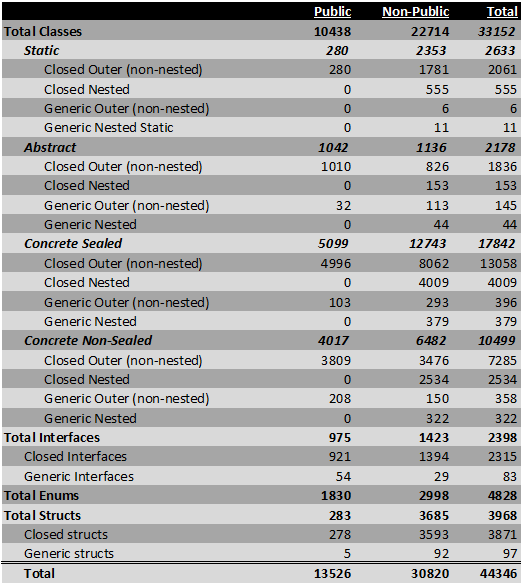 Public Non-Public Total
Total Classes 10438 22714 33152
Static 280 2353 2633
Closed Outer (non-nested) 280 1781 2061
Closed Nested 0 555 555
Generic Outer (non-nested) 0 6 6
Generic Nested Static 0 11 11
Abstract 1042 1136 2178
Closed Outer (non-nested) 1010 826 1836
Closed Nested 0 153 153
Generic Outer (non-nested) 32 113 145
Generic Nested 0 44 44
Concrete Sealed 5099 12743 17842
Closed Outer (non-nested) 4996 8062 13058
Closed Nested 0 4009 4009
Generic Outer (non-nested) 103 293 396
Generic Nested 0 379 379
Concrete Non-Sealed 4017 6482 10499
Closed Outer (non-nested) 3809 3476 7285
Closed Nested 0 2534 2534
Generic Outer (non-nested) 208 150 358
Generic Nested 0 322 322
Total Interfaces 975 1423 2398
Closed Interfaces 921 1394 2315
Generic Interfaces 54 29 83
Total Enums 1830 2998 4828
Total Structs 283 3685 3968
Closed structs 278 3593 3871
Generic structs 5 92 97
Total 13526 30820 44346